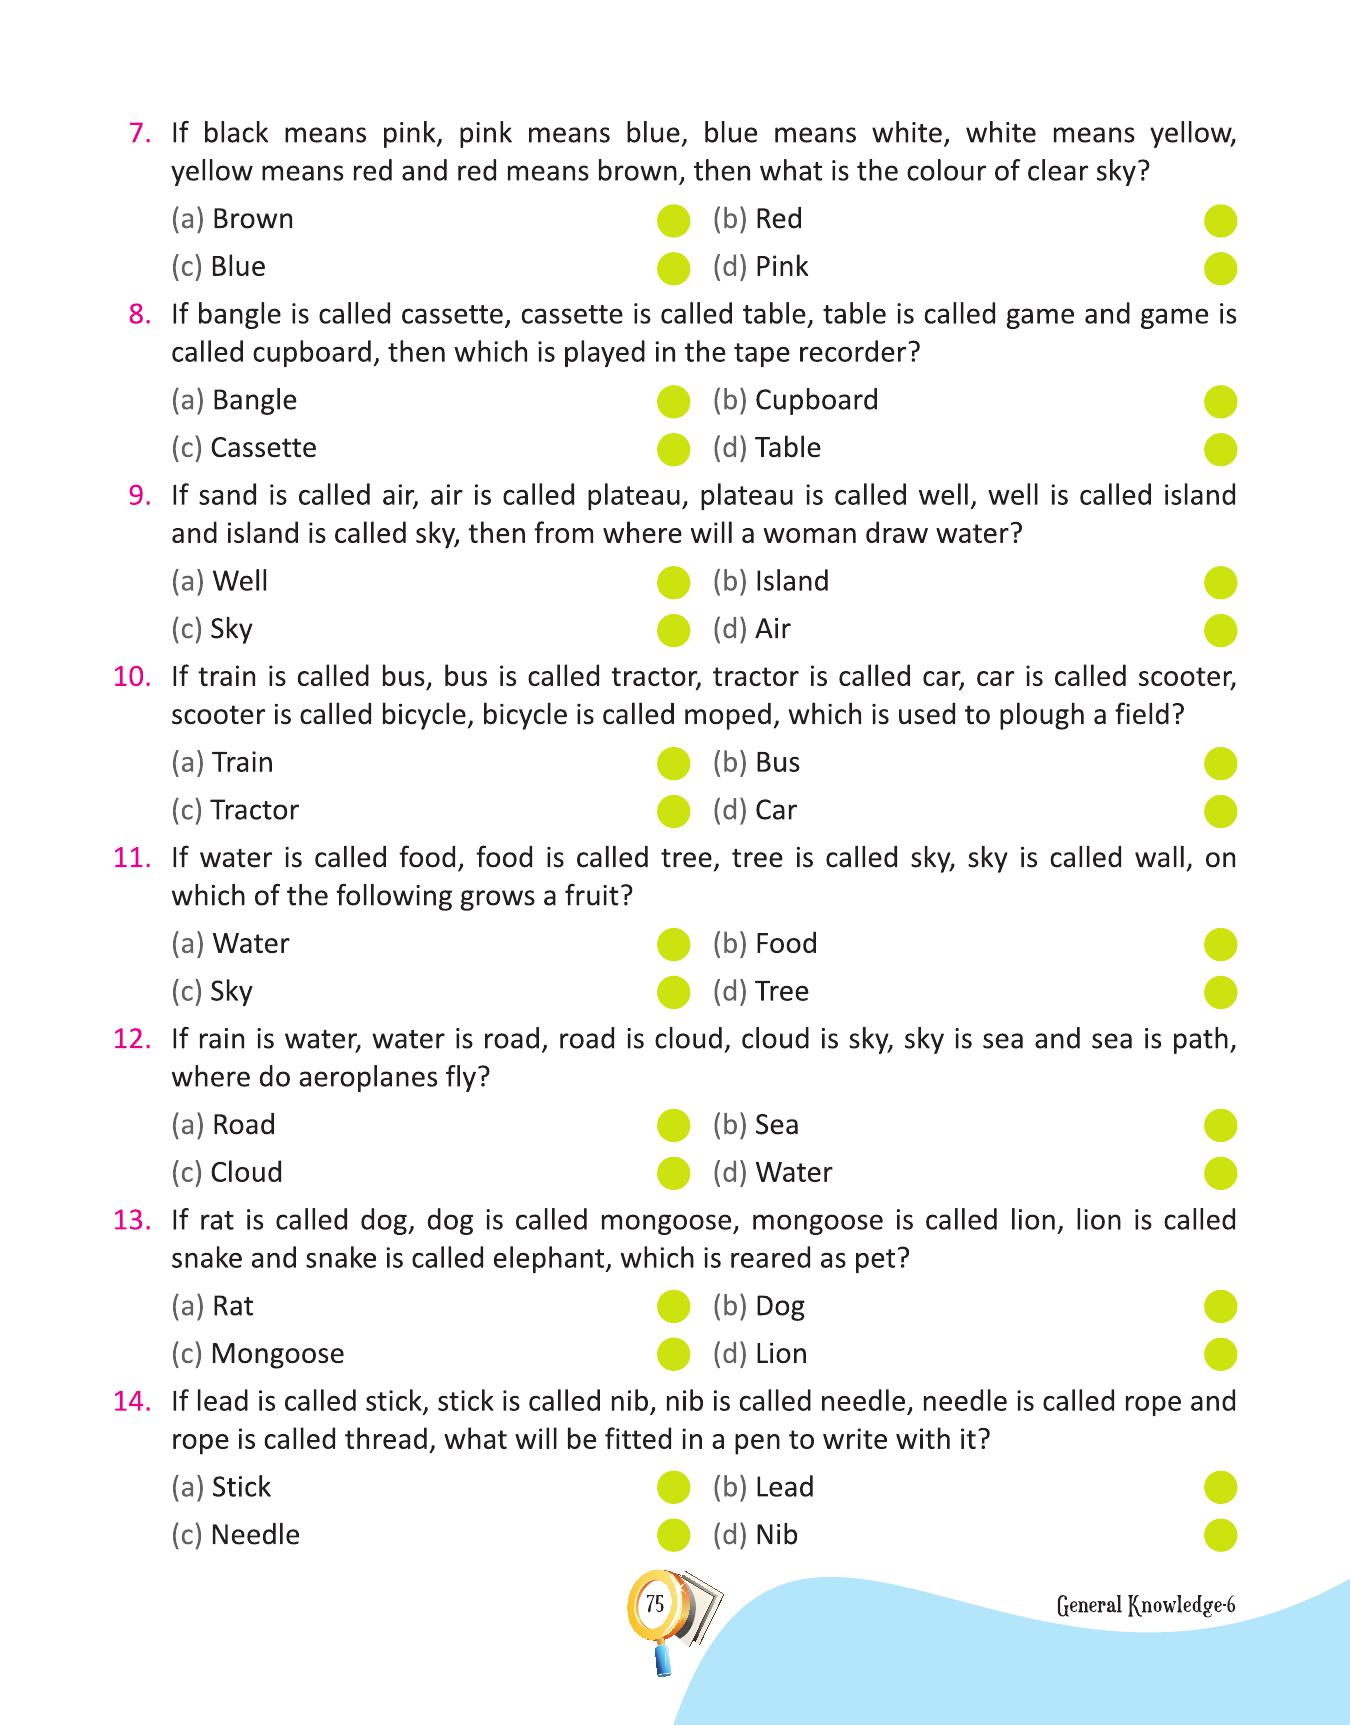 7. If black means pink, pink means blue, blue means white, white means yellow,
yellow means red and red means brown, then what is the colour of clear sky?
(a) Brown (b) Red
(c) Blue (d) Pink
8. If bangle is called cassette, cassette is called table, table is called game and game is
called cupboard, then which is played in the tape recorder?
(a) Bangle (b) Cupboard
(c) Cassette (d) Table
9. If sand is called air, air is called plateau, plateau is called well, well is called island
and island is called sky, then from where will a woman draw water?
(a) Well (b) Island
(c) Sky (d) Air
10. If train is called bus, bus is called tractor, tractor is called car, car is called scooter,
scooter is called bicycle, bicycle is called moped, which is used to plough a field?
(a) Train (b) Bus
(c) Tractor (d) Car
11. If water is called food, food is called tree, tree is called sky, sky is called wall, on
which of the following grows a fruit?
(a) Water (b) Food
(c) Sky (d) Tree
12. If rain is water, water is road, road is cloud, cloud is sky, sky is sea and sea is path,
where do aeroplanes fly?
(a) Road (b) Sea
(c) Cloud (d) Water
13. If rat is called dog, dog is called mongoose, mongoose is called lion, lion is called
snake and snake is called elephant, which is reared as pet?
(a) Rat (b) Dog
(c) Mongoose (d) Lion
14. If lead is called stick, stick is called nib, nib is called needle, needle is called rope and
rope is called thread, what will be fitted in a pen to write with it?
(a) Stick (b) Lead
(c) Needle (d) Nib
75 General Knowledge-6